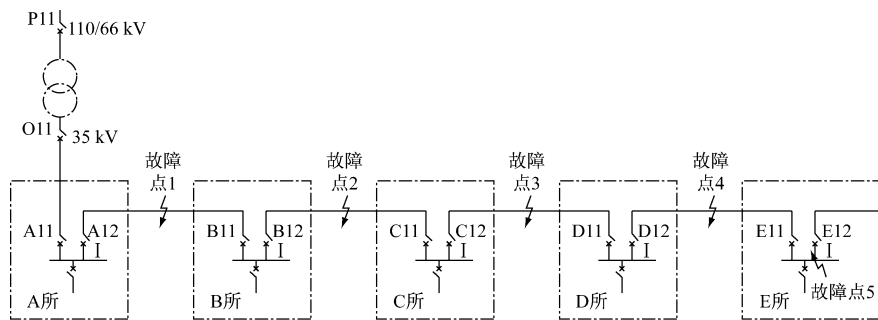 P11
110/66 kV
O11
35 kV
故障
点1
故障
点2
故障
点3
故障
点4
A11
A12
I
A所
B11
B12
I
B所
C11
C12
I
C所
D11
D12
I
D所
E11
E12
I
E所
故障点5